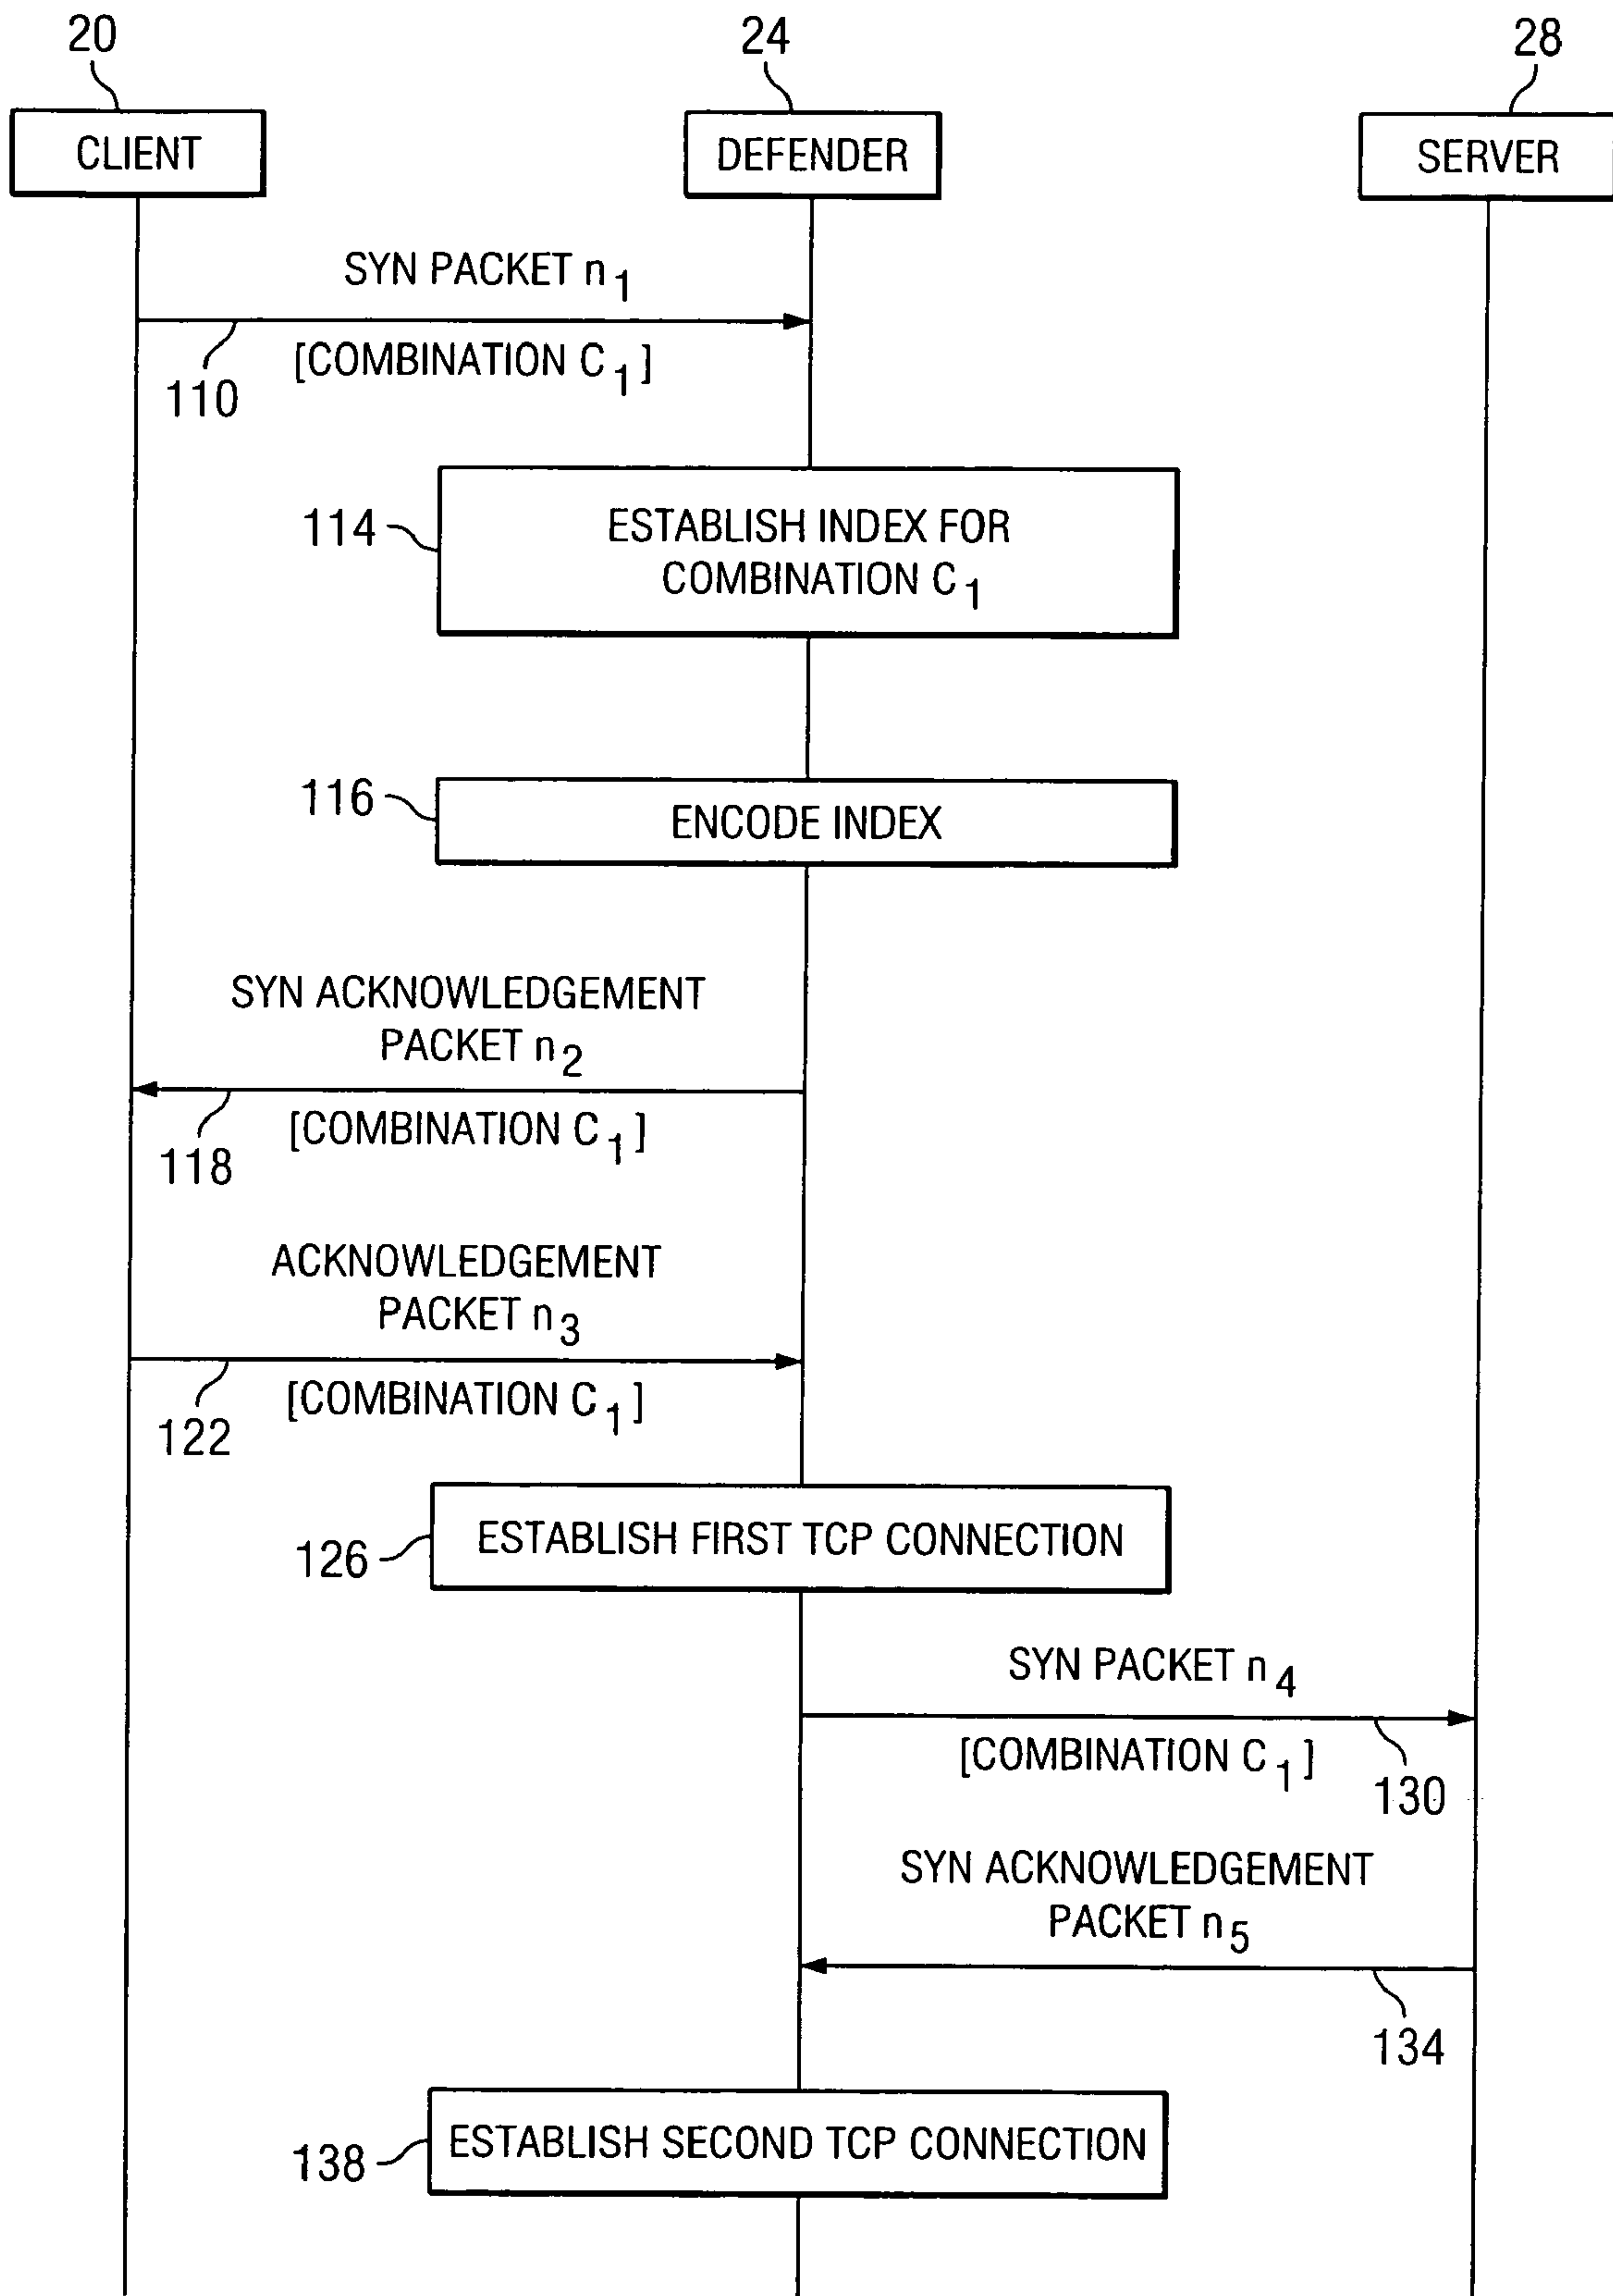 20
24
28
CLIENT
DEFENDER
SERVER
SYN PACKET n1
[COMBINATION C1]
110
114
ESTABLISH INDEX FOR
COMBINATION C1
116
ENCODE INDEX
SYN ACKNOWLEDGEMENT
PACKET n2
[COMBINATION C1]
118
ACKNOWLEDGEMENT
PACKET n3
[COMBINATION C1]
122
126
ESTABLISH FIRST TCP CONNECTION
SYN PACKET n4
[COMBINATION C1]
130
SYN ACKNOWLEDGEMENT
PACKET n5
134
138
ESTABLISH SECOND TCP CONNECTION